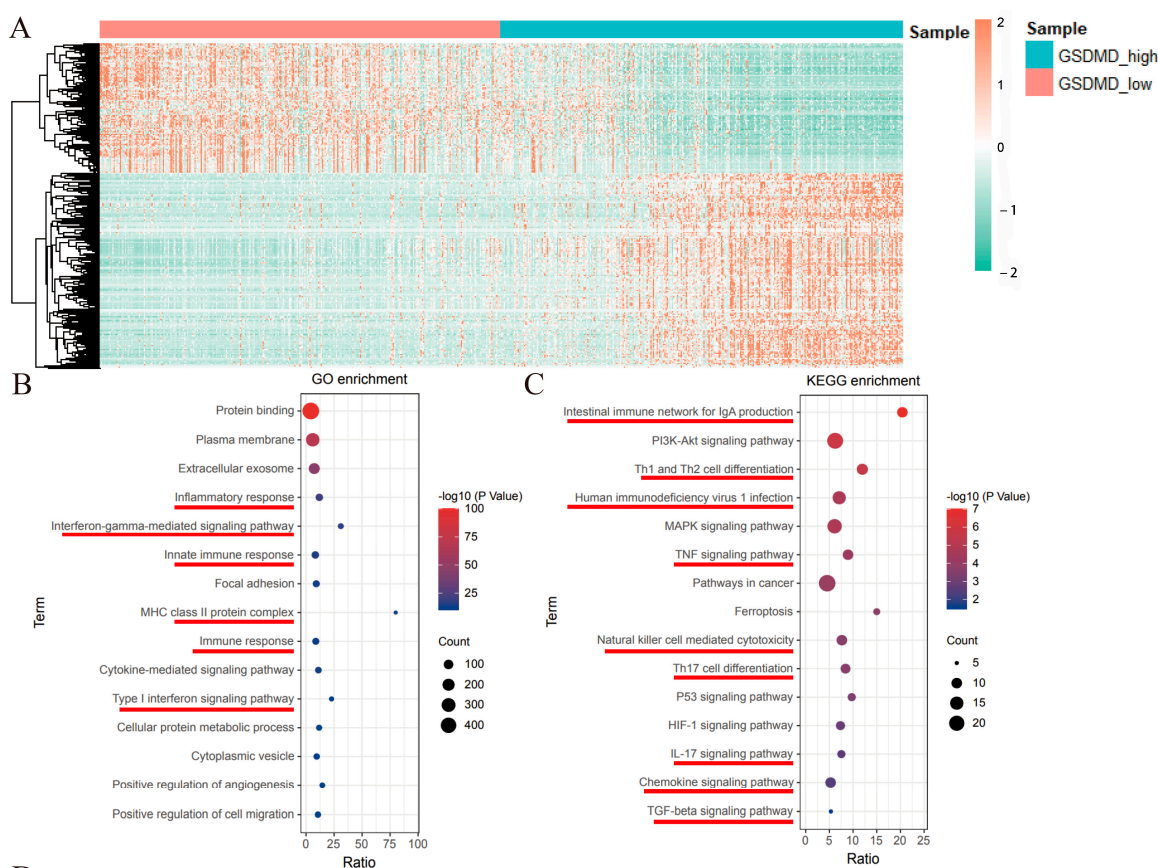 A
Sample
2
1
0
−1
−2
Sample
GSDMD_high
GSDMD_low
B
GO enrichment
Term
Protein binding
Plasma membrane
Extracellular exosome
Inflammatory response
Interferon-gamma-mediated signaling pathway
Innate immune response
Focal adhesion
MHC class II protein complex
Immune response
Cytokine-mediated signaling pathway
Type I interferon signaling pathway
Cellular protein metabolic process
Cytoplasmic vesicle
Positive regulation of angiogenesis
Positive regulation of cell migration
0 25 50 75 100
Ratio
-log10 (P Value)
100
75
50
25
Count
100
200
300
400
C
KEGG enrichment
Term
Intestinal immune network for IgA production
PI3K-Akt signaling pathway
Th1 and Th2 cell differentiation
Human immunodeficiency virus 1 infection
MAPK signaling pathway
TNF signaling pathway
Pathways in cancer
Ferroptosis
Natural killer cell mediated cytotoxicity
Th17 cell differentiation
P53 signaling pathway
HIF-1 signaling pathway
IL-17 signaling pathway
Chemokine signaling pathway
TGF-beta signaling pathway
0 5 10 15 20 25
Ratio
-log10 (P Value)
7
6
5
4
3
2
Count
5
10
15
20